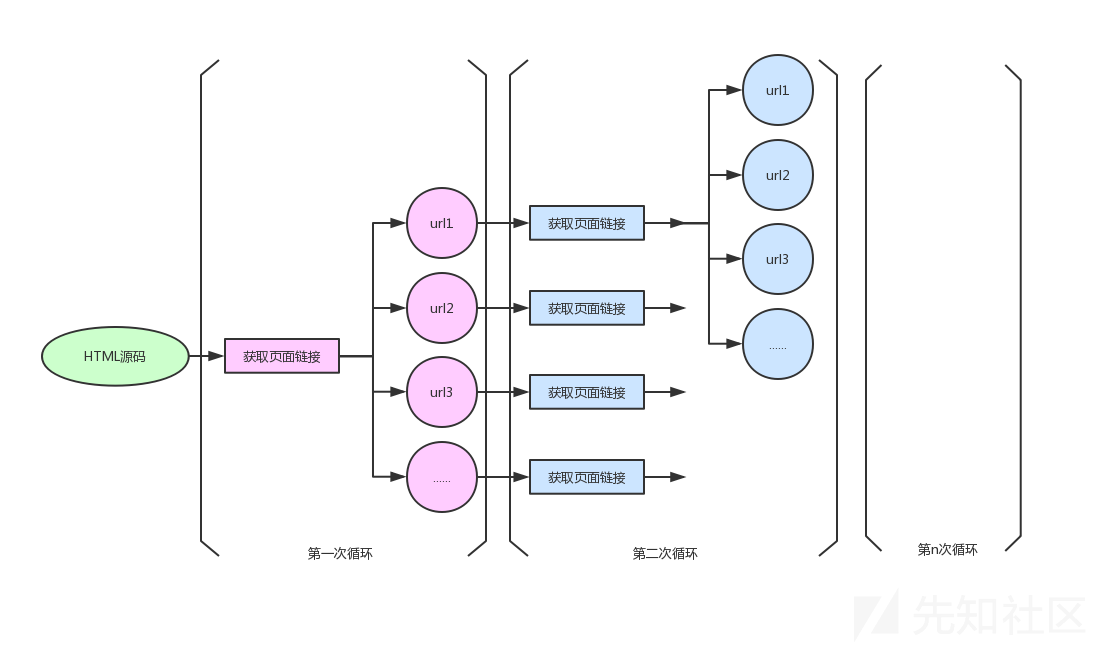 HTML源码
获取页面链接
url1
url2
url3
......
第一次循环
获取页面链接
获取页面链接
获取页面链接
获取页面链接
url1
url2
url3
......
第二次循环
第n次循环
先知社区